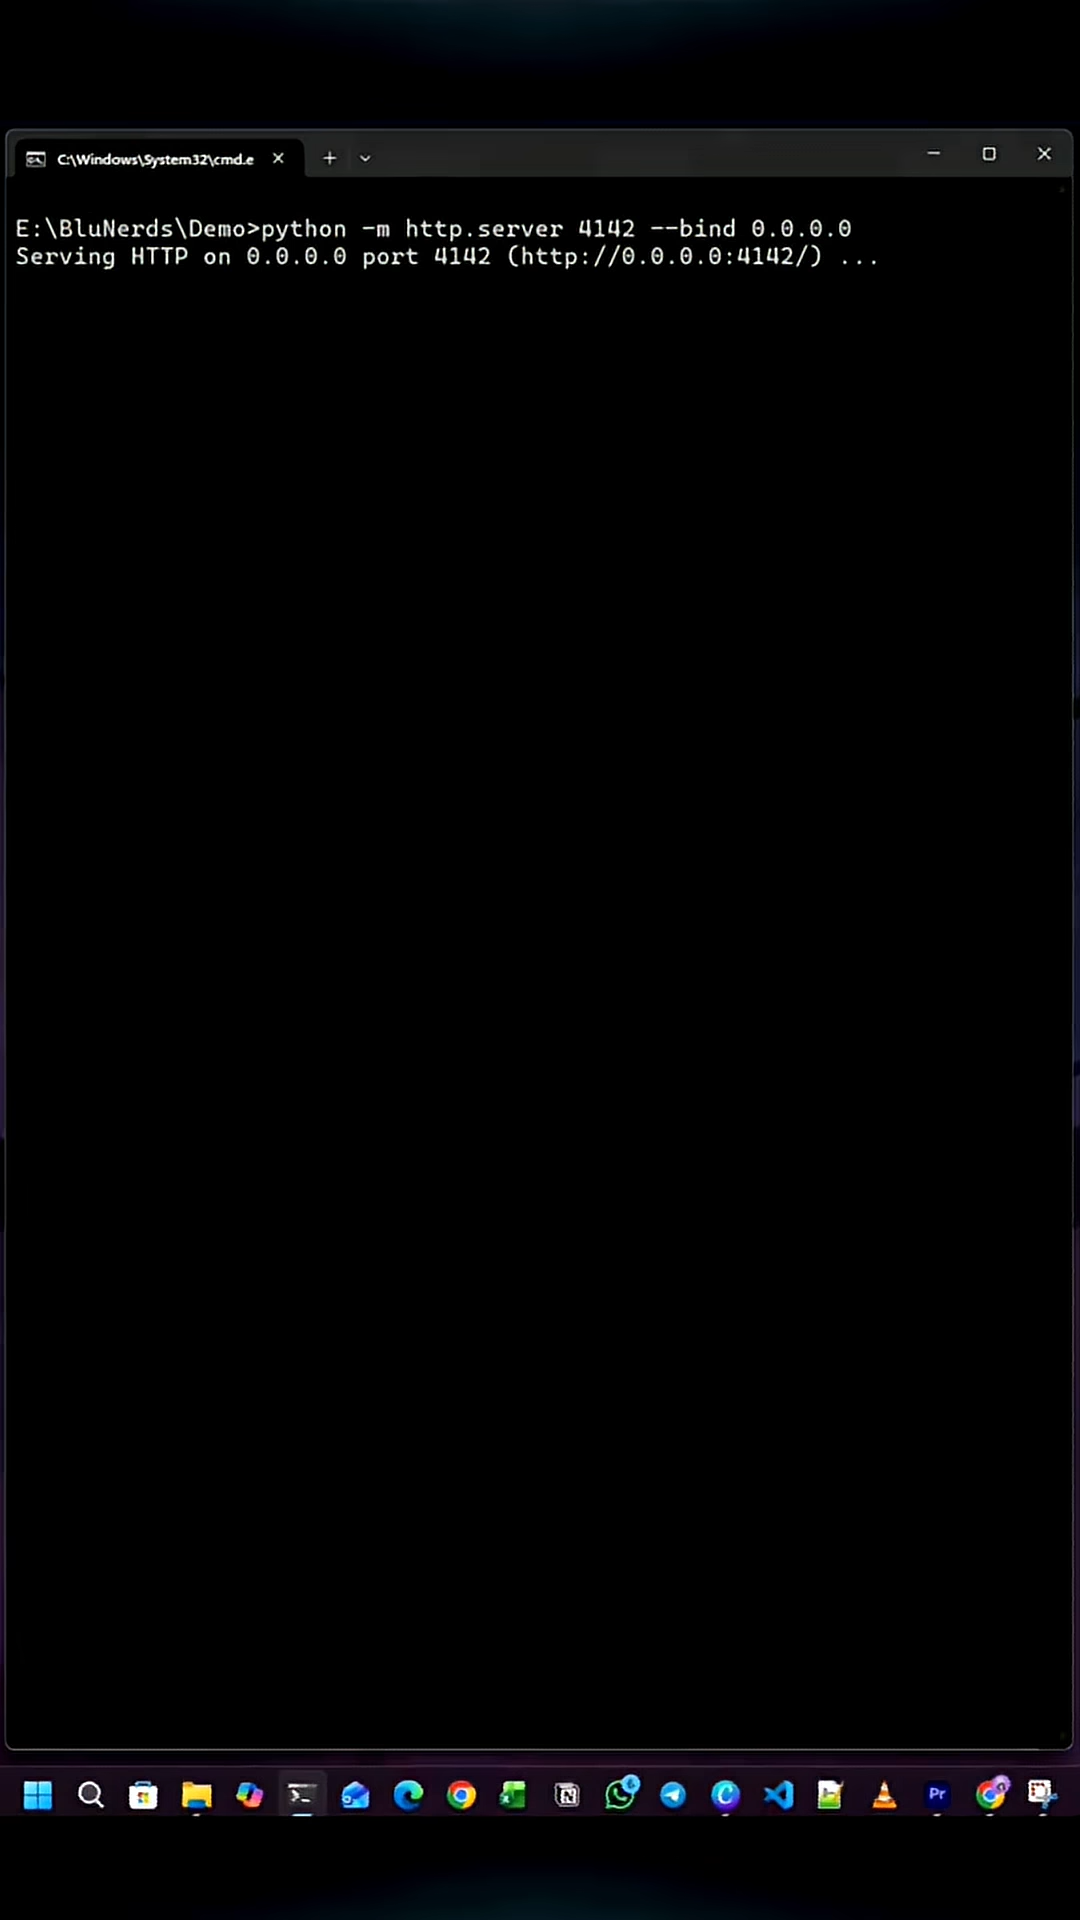 C:\Windows\System32\cmd.e
E:\BluNerds\Demo>python -m http.server 4142 --bind 0.0.0.0
Serving HTTP on 0.0.0.0 port 4142 (http://0.0.0.0:4142/) ...
Pr